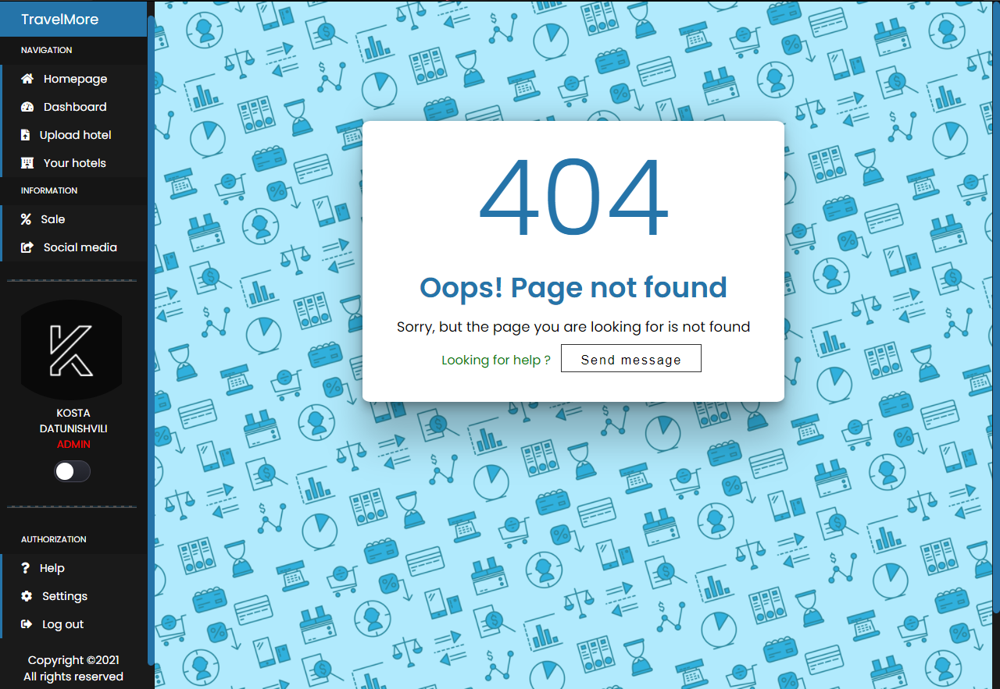 TravelMore
NAVIGATION
Homepage
Dashboard
Upload hotel
Your hotels
INFORMATION
Sale
Social media
KOSTA
DATUNISHVILI
ADMIN
AUTHORIZATION
Help
Settings
Log out
Copyright ©2021
All rights reserved
404
Oops! Page not found
Sorry, but the page you are looking for is not found
Looking for help ? Send message